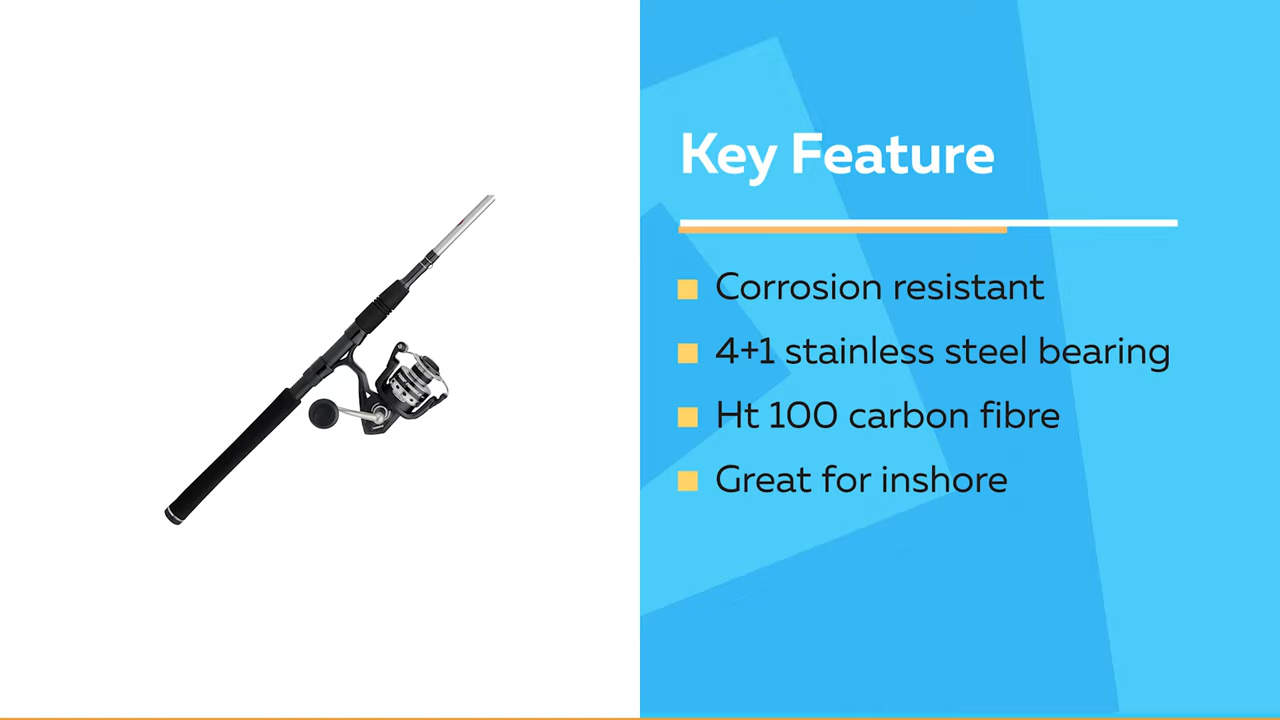 Key Feature
Corrosion resistant
4+1 stainless steel bearing
Ht 100 carbon fibre
Great for inshore